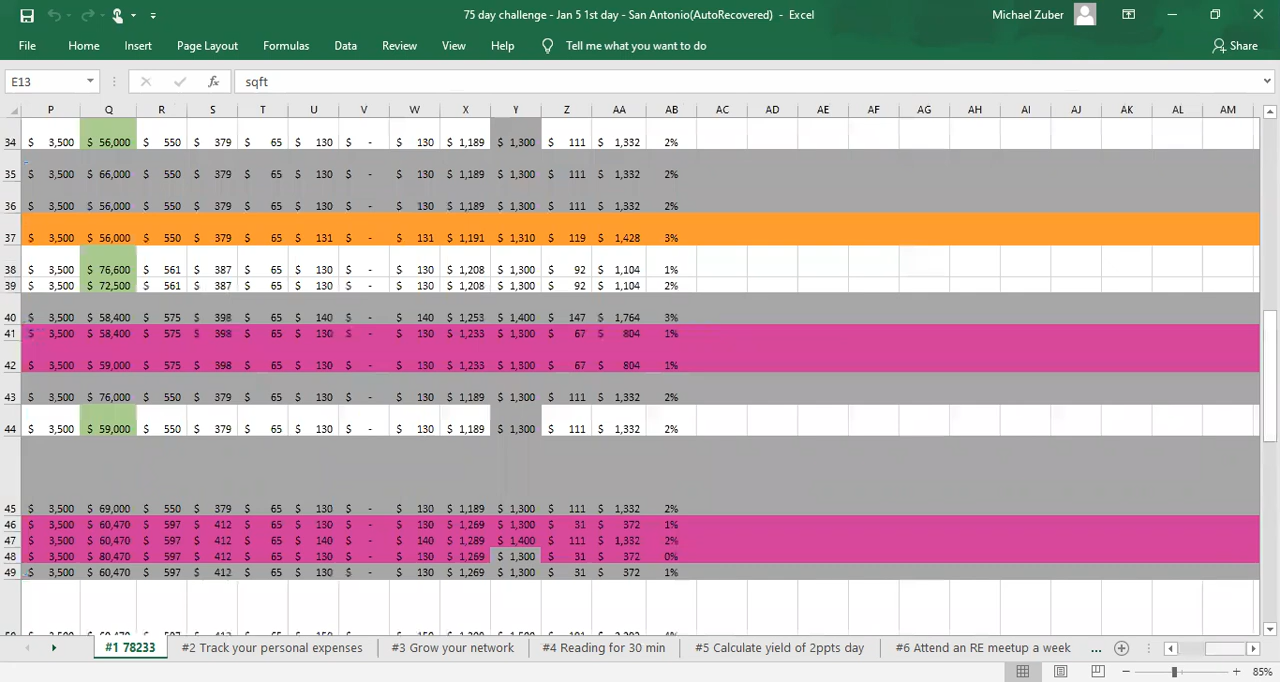 75 day challenge - Jan 5 1st day - San Antonio(AutoRecovered) - Excel
Michael Zuber
File Home Insert Page Layout Formulas Data Review View Help Tell me what you want to do Share
E13 fx sqft
P Q R S T U V W X Y Z AA AB AC AD AE AF AG AH AI AJ AK AL AM
34 $ 3,500 $ 56,000 $ 550 $ 379 $ 65 $ 130 $ - $ 130 $ 1,189 $ 1,300 $ 111 $ 1,332 2%
35 $ 3,500 $ 66,000 $ 550 $ 379 $ 65 $ 130 $ - $ 130 $ 1,189 $ 1,300 $ 111 $ 1,332 2%
36 $ 3,500 $ 56,000 $ 550 $ 379 $ 65 $ 130 $ - $ 130 $ 1,189 $ 1,300 $ 111 $ 1,332 2%
37 $ 3,500 $ 56,000 $ 550 $ 379 $ 65 $ 131 $ - $ 131 $ 1,191 $ 1,310 $ 119 $ 1,428 3%
38 $ 3,500 $ 76,600 $ 561 $ 387 $ 65 $ 130 $ - $ 130 $ 1,208 $ 1,300 $ 92 $ 1,104 1%
39 $ 3,500 $ 72,500 $ 561 $ 387 $ 65 $ 130 $ - $ 130 $ 1,208 $ 1,300 $ 92 $ 1,104 2%
40 $ 3,500 $ 58,400 $ 575 $ 398 $ 65 $ 140 $ - $ 140 $ 1,253 $ 1,400 $ 147 $ 1,764 3%
41 $ 3,500 $ 58,400 $ 575 $ 398 $ 65 $ 130 $ - $ 130 $ 1,233 $ 1,300 $ 67 $ 804 1%
42 $ 3,500 $ 59,000 $ 575 $ 398 $ 65 $ 130 $ - $ 130 $ 1,233 $ 1,300 $ 67 $ 804 1%
43 $ 3,500 $ 76,000 $ 550 $ 379 $ 65 $ 130 $ - $ 130 $ 1,189 $ 1,300 $ 111 $ 1,332 2%
44 $ 3,500 $ 59,000 $ 550 $ 379 $ 65 $ 130 $ - $ 130 $ 1,189 $ 1,300 $ 111 $ 1,332 2%
45 $ 3,500 $ 69,000 $ 550 $ 379 $ 65 $ 130 $ - $ 130 $ 1,189 $ 1,300 $ 111 $ 1,332 2%
46 $ 3,500 $ 60,470 $ 597 $ 412 $ 65 $ 130 $ - $ 130 $ 1,269 $ 1,300 $ 31 $ 372 1%
47 $ 3,500 $ 60,470 $ 597 $ 412 $ 65 $ 140 $ - $ 140 $ 1,289 $ 1,400 $ 111 $ 1,332 2%
48 $ 3,500 $ 80,470 $ 597 $ 412 $ 65 $ 130 $ - $ 130 $ 1,269 $ 1,300 $ 31 $ 372 0%
49 $ 3,500 $ 60,470 $ 597 $ 412 $ 65 $ 130 $ - $ 130 $ 1,269 $ 1,300 $ 31 $ 372 1%
#1 78233 #2 Track your personal expenses #3 Grow your network #4 Reading for 30 min #5 Calculate yield of 2ppts day #6 Attend an RE meetup a week ...
85%